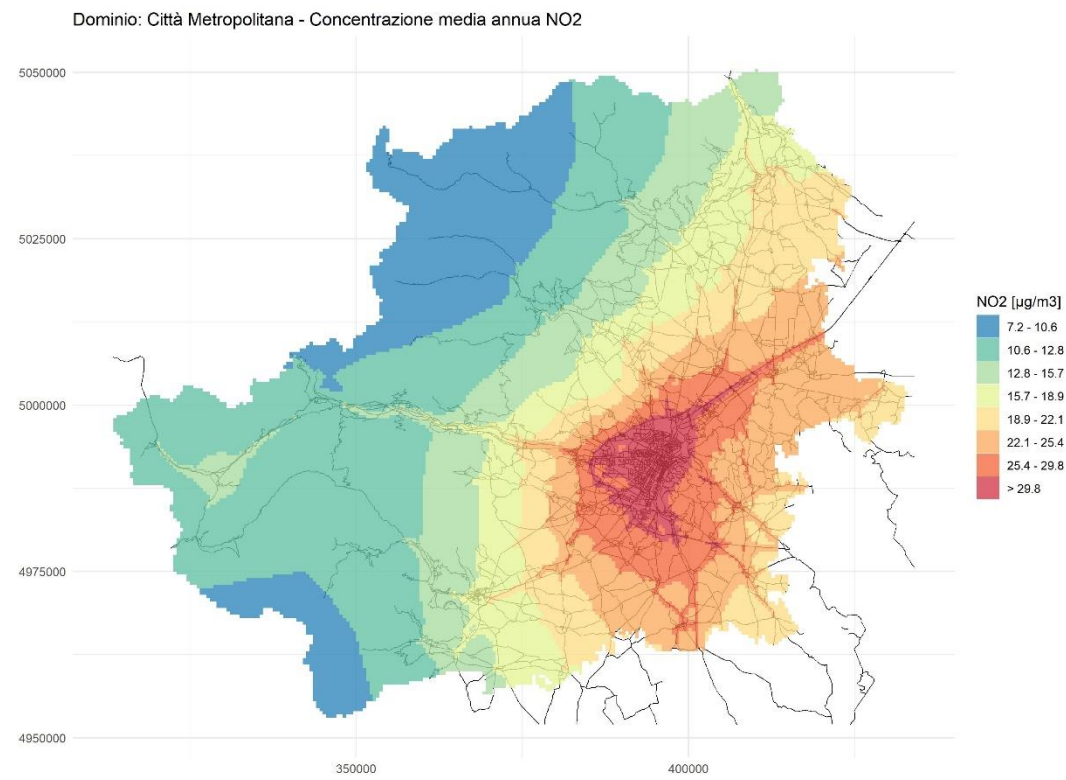 Dominio: Città Metropolitana - Concentrazione media annua NO2
5050000
5025000
5000000
4975000
4950000
350000
400000
NO2 [µg/m3]
7.2 - 10.6
10.6 - 12.8
12.8 - 15.7
15.7 - 18.9
18.9 - 22.1
22.1 - 25.4
25.4 - 29.8
> 29.8